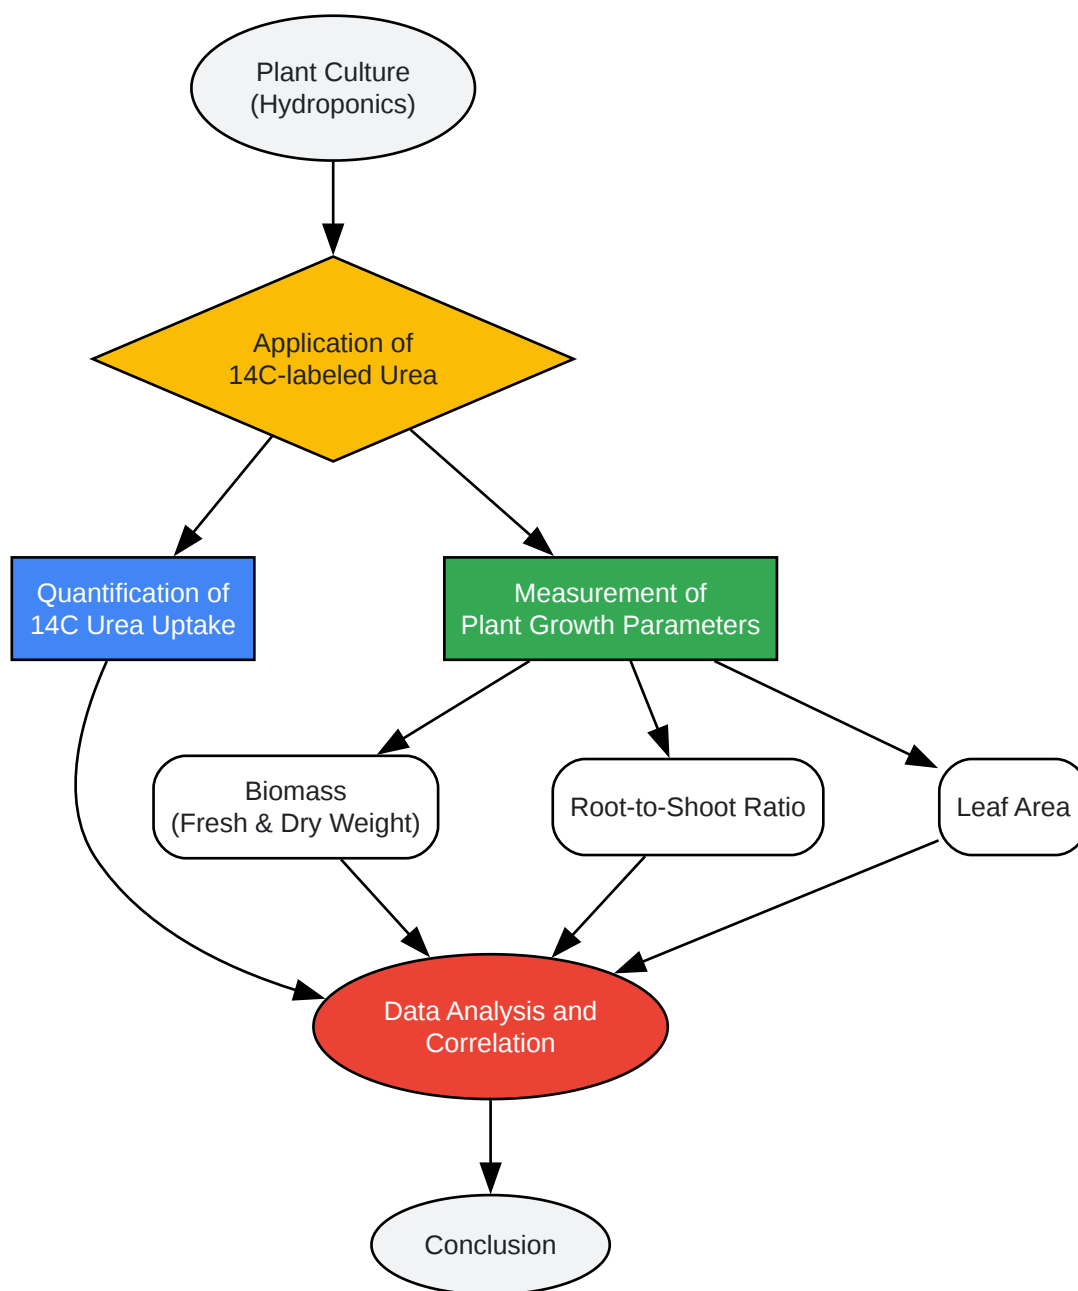 Plant Culture
(Hydroponics)
Application of
14C-labeled Urea
Quantification of
14C Urea Uptake
Measurement of
Plant Growth Parameters
Biomass
(Fresh & Dry Weight)
Root-to-Shoot Ratio
Leaf Area
Data Analysis and
Correlation
Conclusion